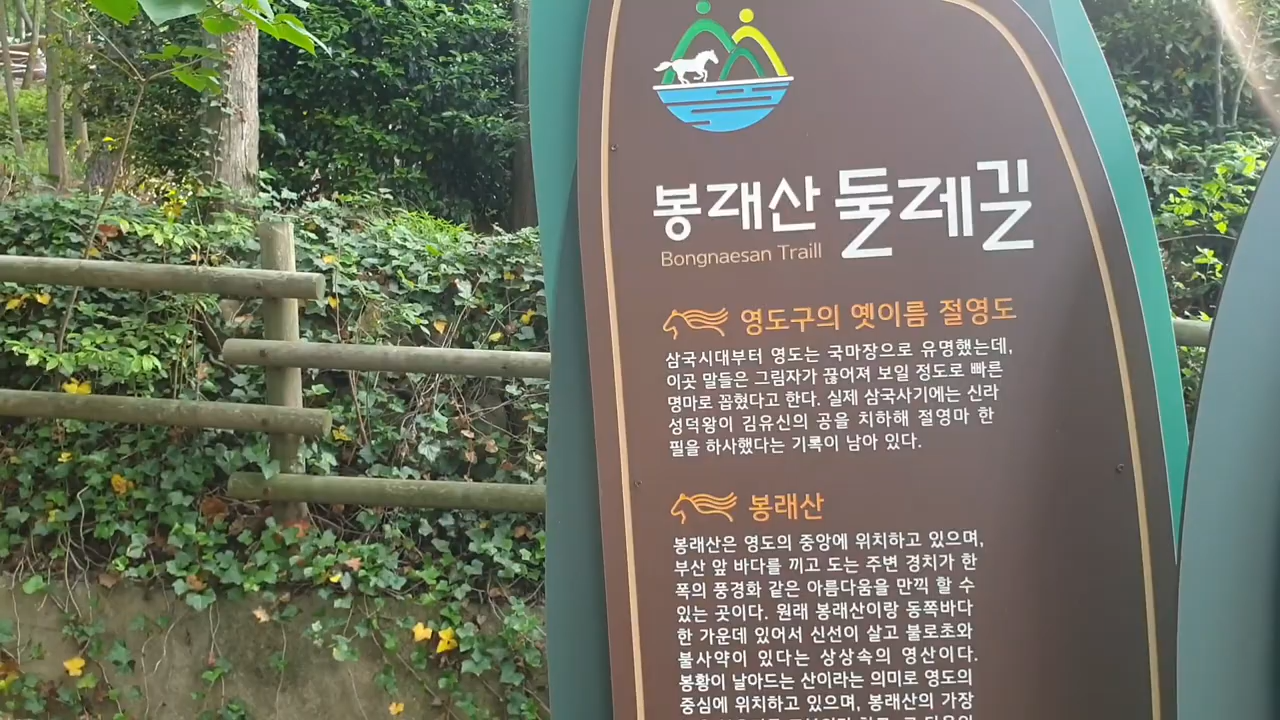 봉래산 둘레길
Bongnaesan Traill
영도구의 옛이름 절영도
삼국시대부터 영도는 국마장으로 유명했는데,
이곳 말들은 그림자가 끊어져 보일 정도로 빠른
명마로 꼽혔다고 한다. 실제 삼국사기에는 신라
성덕왕이 김유신의 공을 치하해 절영마 한
필을 하사했다는 기록이 남아 있다.
봉래산
봉래산은 영도의 중앙에 위치하고 있으며,
부산 앞 바다를 끼고 도는 주변 경치가 한
폭의 풍경화 같은 아름다움을 만끽 할 수
있는 곳이다. 원래 봉래산이랑 동쪽바다
한 가운데 있어서 신선이 살고 불로초와
불사약이 있다는 상상속의 영산이다.
봉황이 날아드는 산이라는 의미로 영도의
중심에 위치하고 있으며, 봉래산의 가장